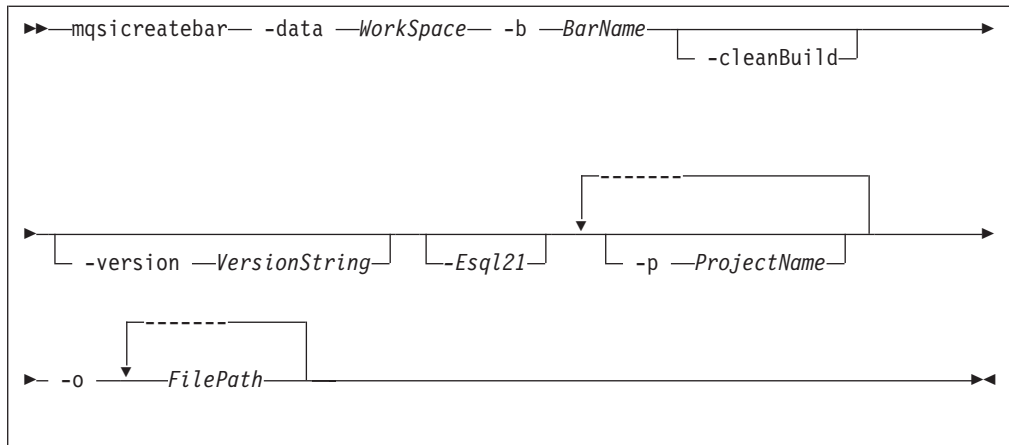 mqsicreatebar -data WorkSpace -b BarName
-cleanBuild
-version VersionString -Esql21 -p ProjectName
-o FilePath